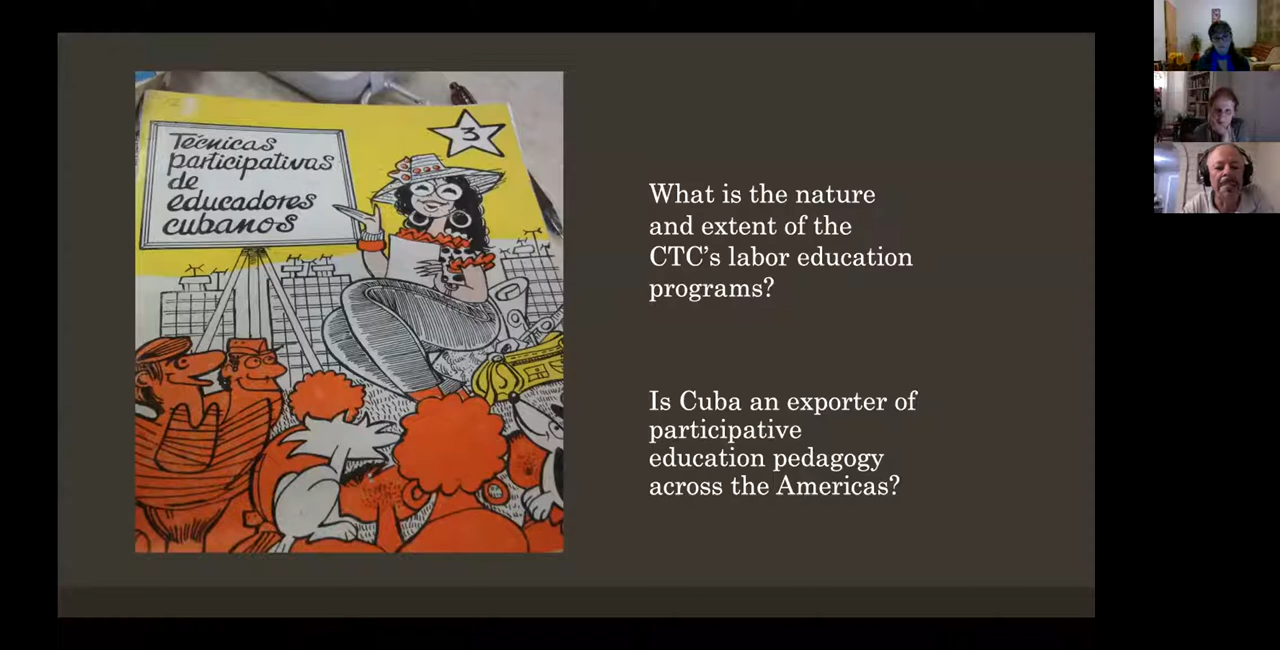 Técnicas
participativas
de
educadores
cubanos
3
What is the nature
and extent of the
CTC's labor education
programs?
Is Cuba an exporter of
participative
education pedagogy
across the Americas?